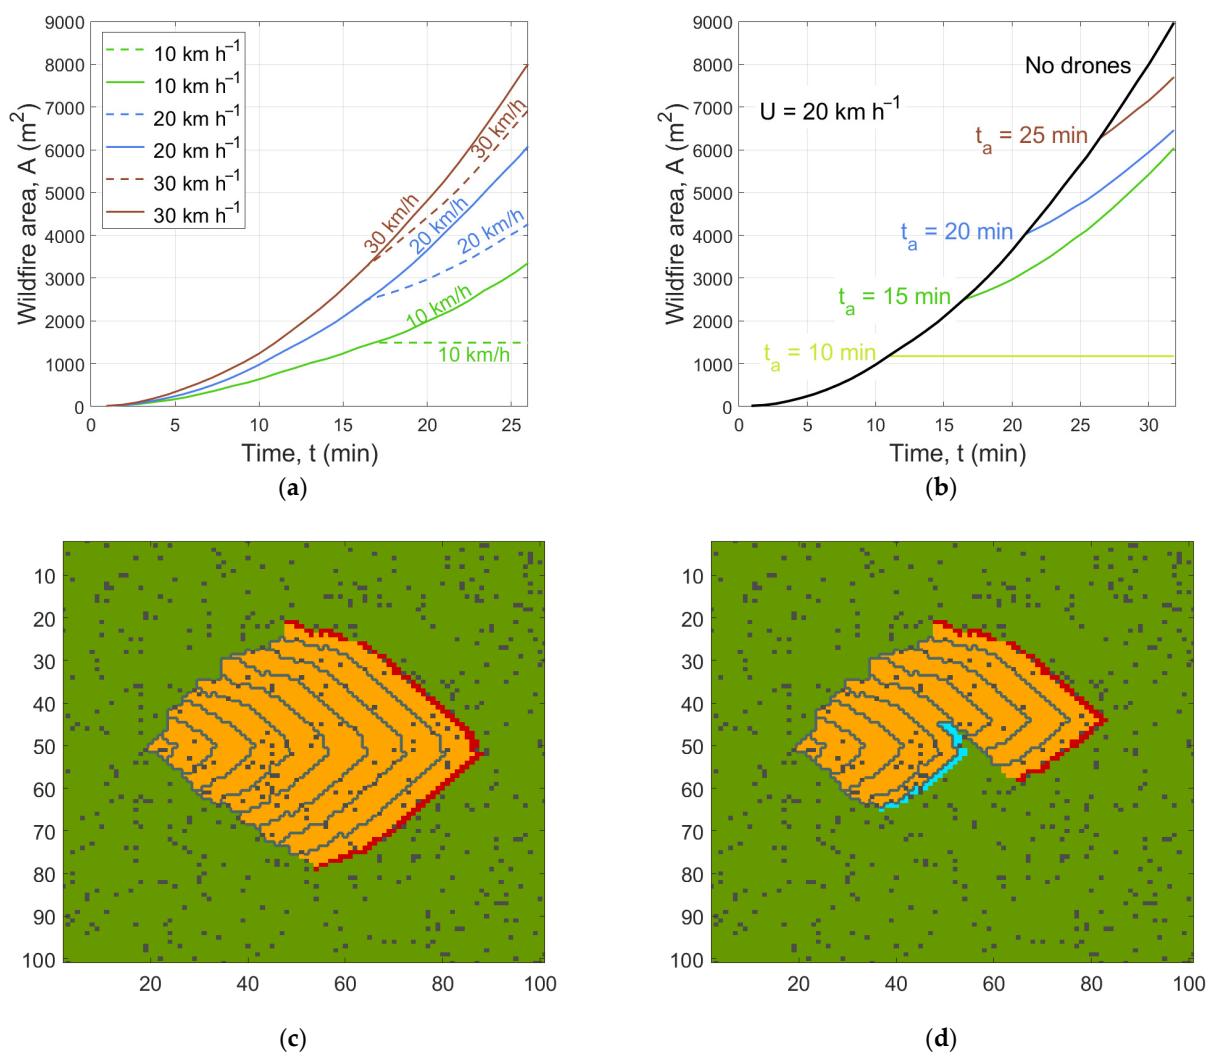 9000
8000
7000
6000
5000
4000
3000
2000
1000
0
Wildfire area, A (m²)
10 km h⁻¹
10 km h⁻¹
20 km h⁻¹
20 km h⁻¹
30 km h⁻¹
30 km h⁻¹
30 km/h
30 km/h
20 km/h
20 km/h
10 km/h
10 km/h
0 5 10 15 20 25
Time, t (min)
(a)
9000
8000
7000
6000
5000
4000
3000
2000
1000
0
Wildfire area, A (m²)
No drones
U = 20 km h⁻¹
tₐ = 25 min
tₐ = 20 min
tₐ = 15 min
tₐ = 10 min
0 5 10 15 20 25 30
Time, t (min)
(b)
10
20
30
40
50
60
70
80
90
100
20 40 60 80 100
(c)
10
20
30
40
50
60
70
80
90
100
20 40 60 80 100
(d)